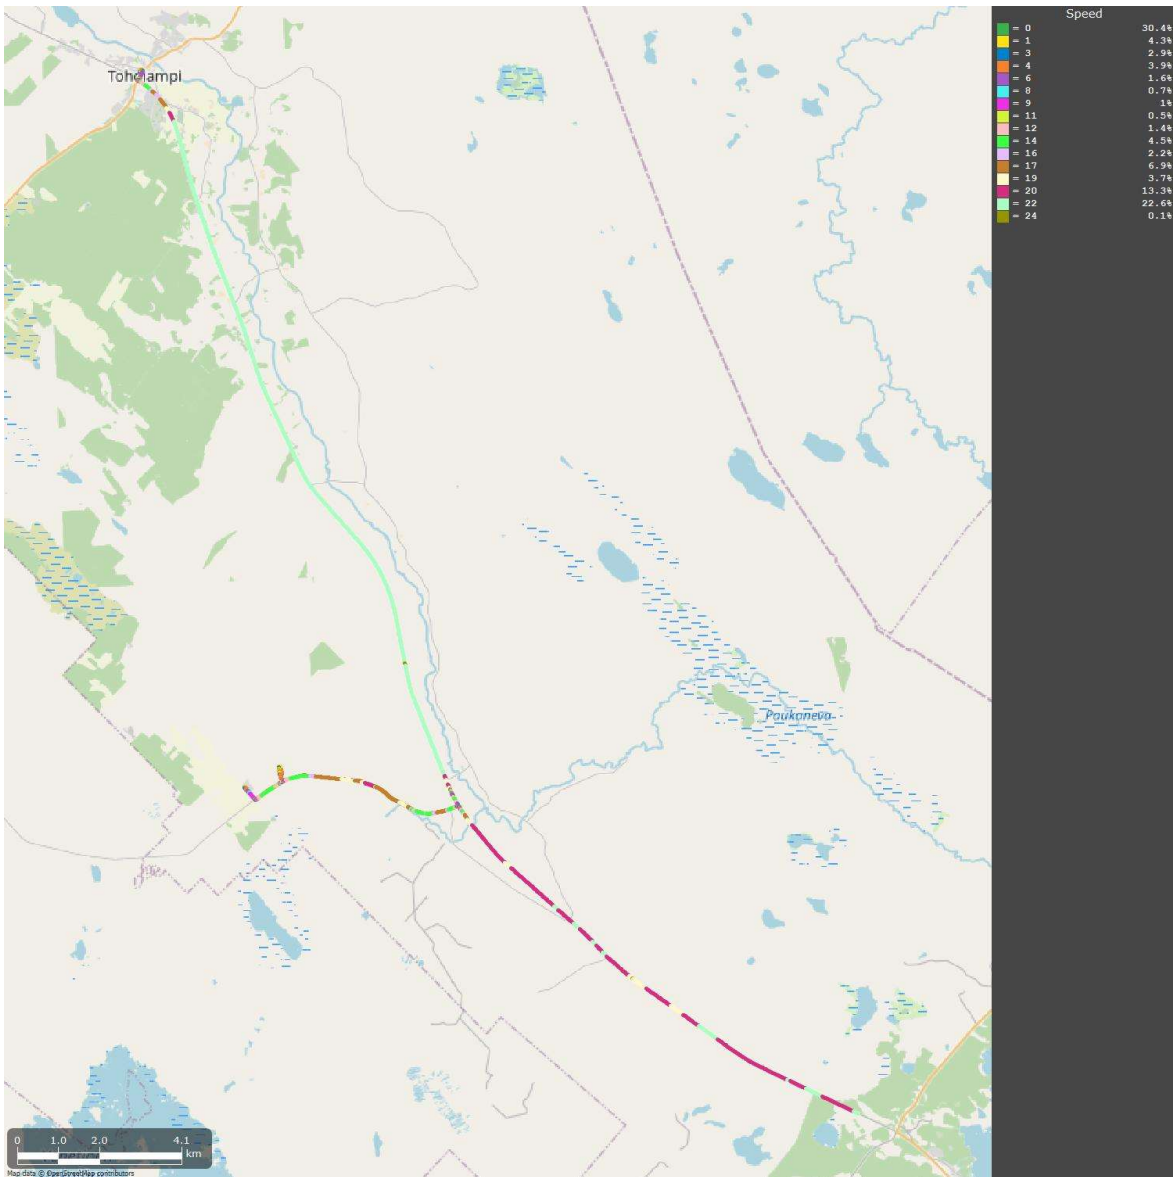 Toholampi
Paukaneva
0 1.0 2.0 4.1
km
Map data © OpenStreetMap contributors
Speed
= 0 30.4%
= 1 4.3%
= 3 2.9%
= 4 3.9%
= 6 1.6%
= 8 0.7%
= 9 1%
= 11 0.5%
= 12 1.4%
= 14 4.5%
= 16 2.2%
= 17 6.9%
= 19 3.7%
= 20 13.3%
= 22 22.6%
= 24 0.1%